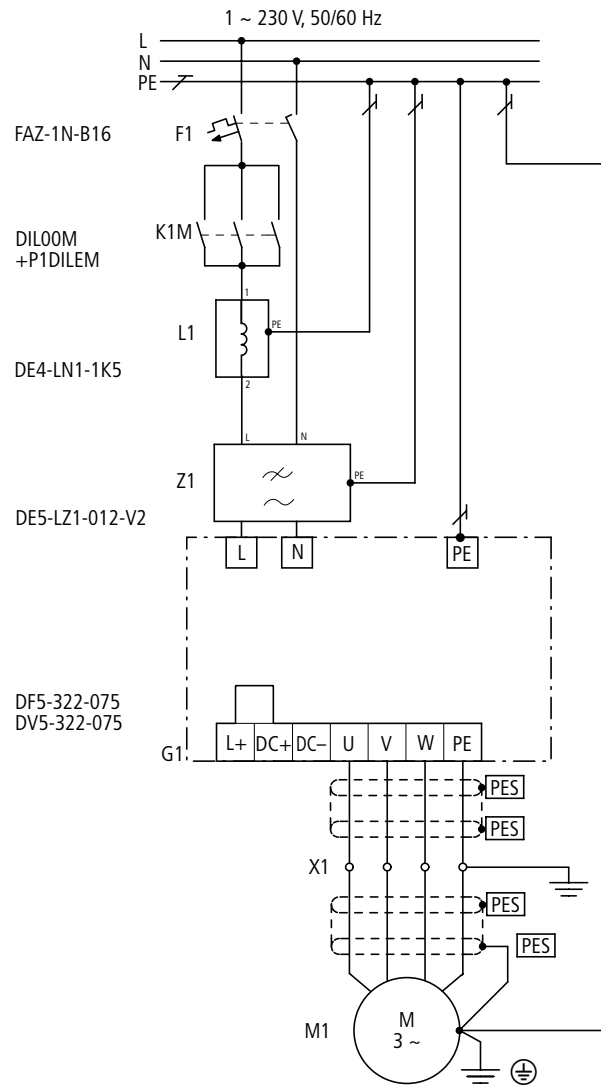 1 ~ 230 V, 50/60 Hz
L
N
PE
FAZ-1N-B16
F1
DIL00M
+P1DILEM
K1M
1
L1
PE
DE4-LN1-1K5
2
L
N
Z1
PE
DE5-LZ1-012-V2
L
N
PE
DF5-322-075
DV5-322-075
G1
L+ DC+ DC– U V W PE
PES
PES
X1
PES
PES
M1
M
3 ~